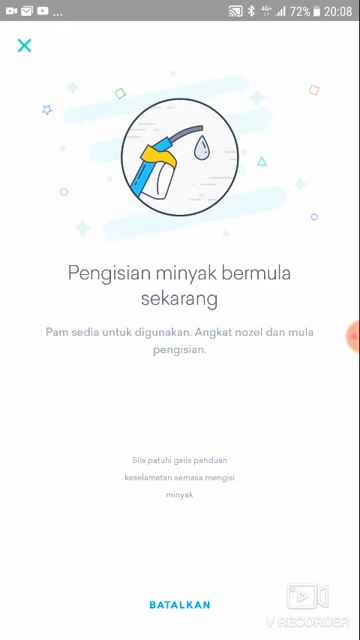 ... 4G+ 72% 20:08
Pengisian minyak bermula
sekarang
Pam sedia untuk digunakan. Angkat nozel dan mula
pengisian.
Sila patuhi garis panduan
keselamatan semasa mengisi
minyak
BATALKAN
V RECORDER